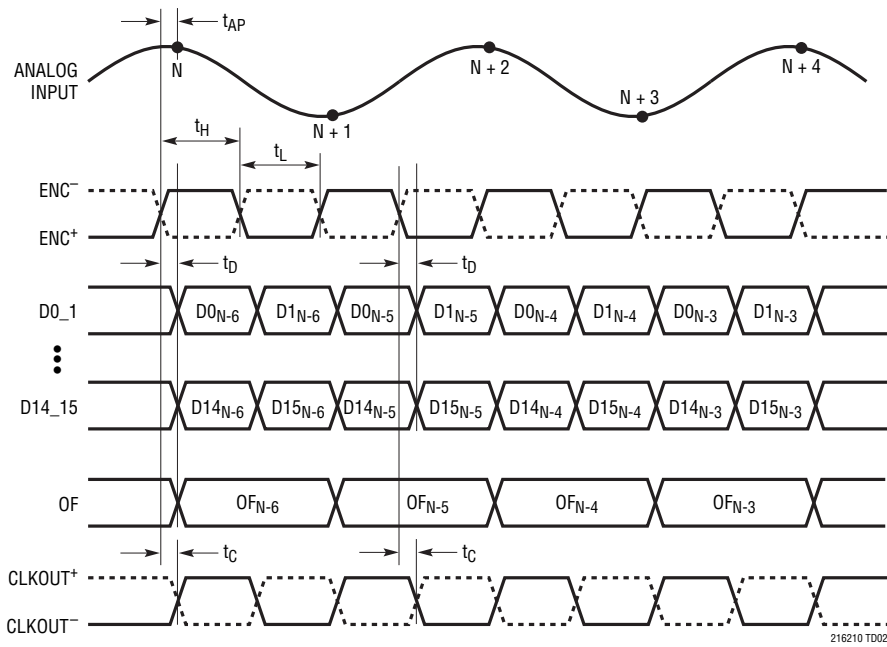 tAP
ANALOG
INPUT
N
N + 1
N + 2
N + 3
N + 4
tH
tL
ENC–
ENC+
tD
tD
D0_1
D0N-6
D1N-6
D0N-5
D1N-5
D0N-4
D1N-4
D0N-3
D1N-3
D14_15
D14N-6
D15N-6
D14N-5
D15N-5
D14N-4
D15N-4
D14N-3
D15N-3
OF
OFN-6
OFN-5
OFN-4
OFN-3
tC
tC
CLKOUT+
CLKOUT–
216210 TD02